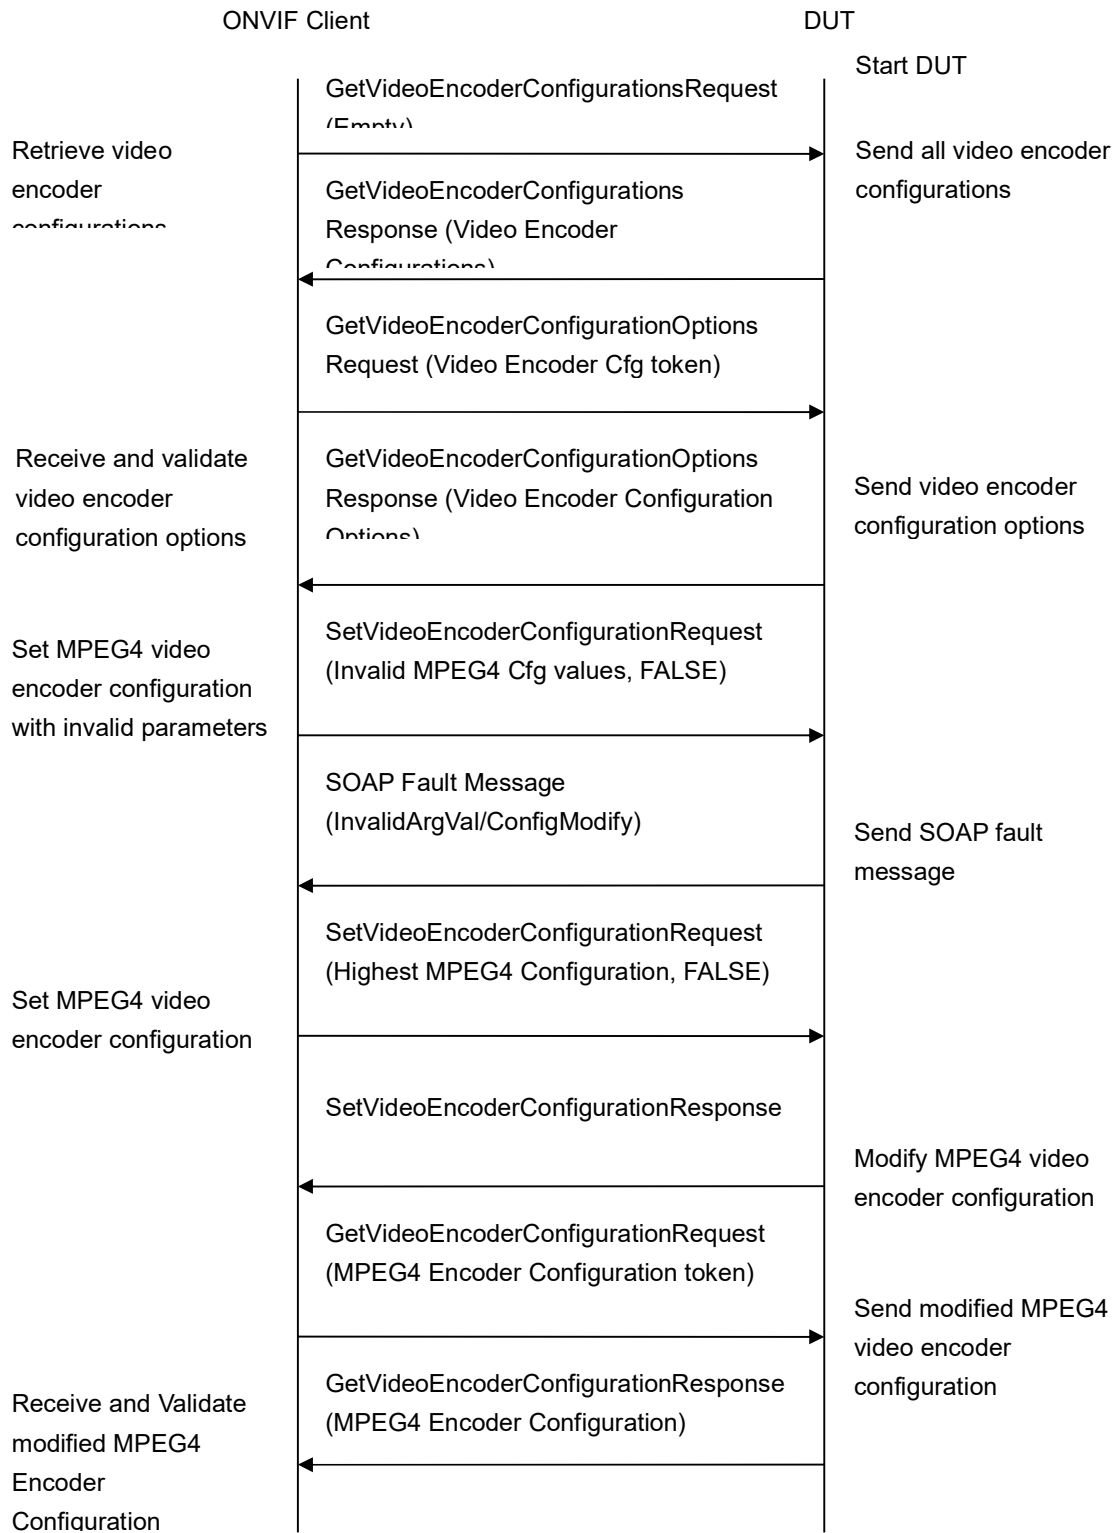 ONVIF Client
DUT
Start DUT
GetVideoEncoderConfigurationsRequest
(Empty)
Retrieve video
encoder
configurations
Send all video encoder
configurations
GetVideoEncoderConfigurations
Response (Video Encoder
Configurations)
GetVideoEncoderConfigurationOptions
Request (Video Encoder Cfg token)
Receive and validate
video encoder
configuration options
GetVideoEncoderConfigurationOptions
Response (Video Encoder Configuration
Options)
Send video encoder
configuration options
Set MPEG4 video
encoder configuration
with invalid parameters
SetVideoEncoderConfigurationRequest
(Invalid MPEG4 Cfg values, FALSE)
SOAP Fault Message
(InvalidArgVal/ConfigModify)
Send SOAP fault
message
SetVideoEncoderConfigurationRequest
(Highest MPEG4 Configuration, FALSE)
Set MPEG4 video
encoder configuration
SetVideoEncoderConfigurationResponse
Modify MPEG4 video
encoder configuration
GetVideoEncoderConfigurationRequest
(MPEG4 Encoder Configuration token)
Send modified MPEG4
video encoder
configuration
GetVideoEncoderConfigurationResponse
(MPEG4 Encoder Configuration)
Receive and Validate
modified MPEG4
Encoder
Configuration